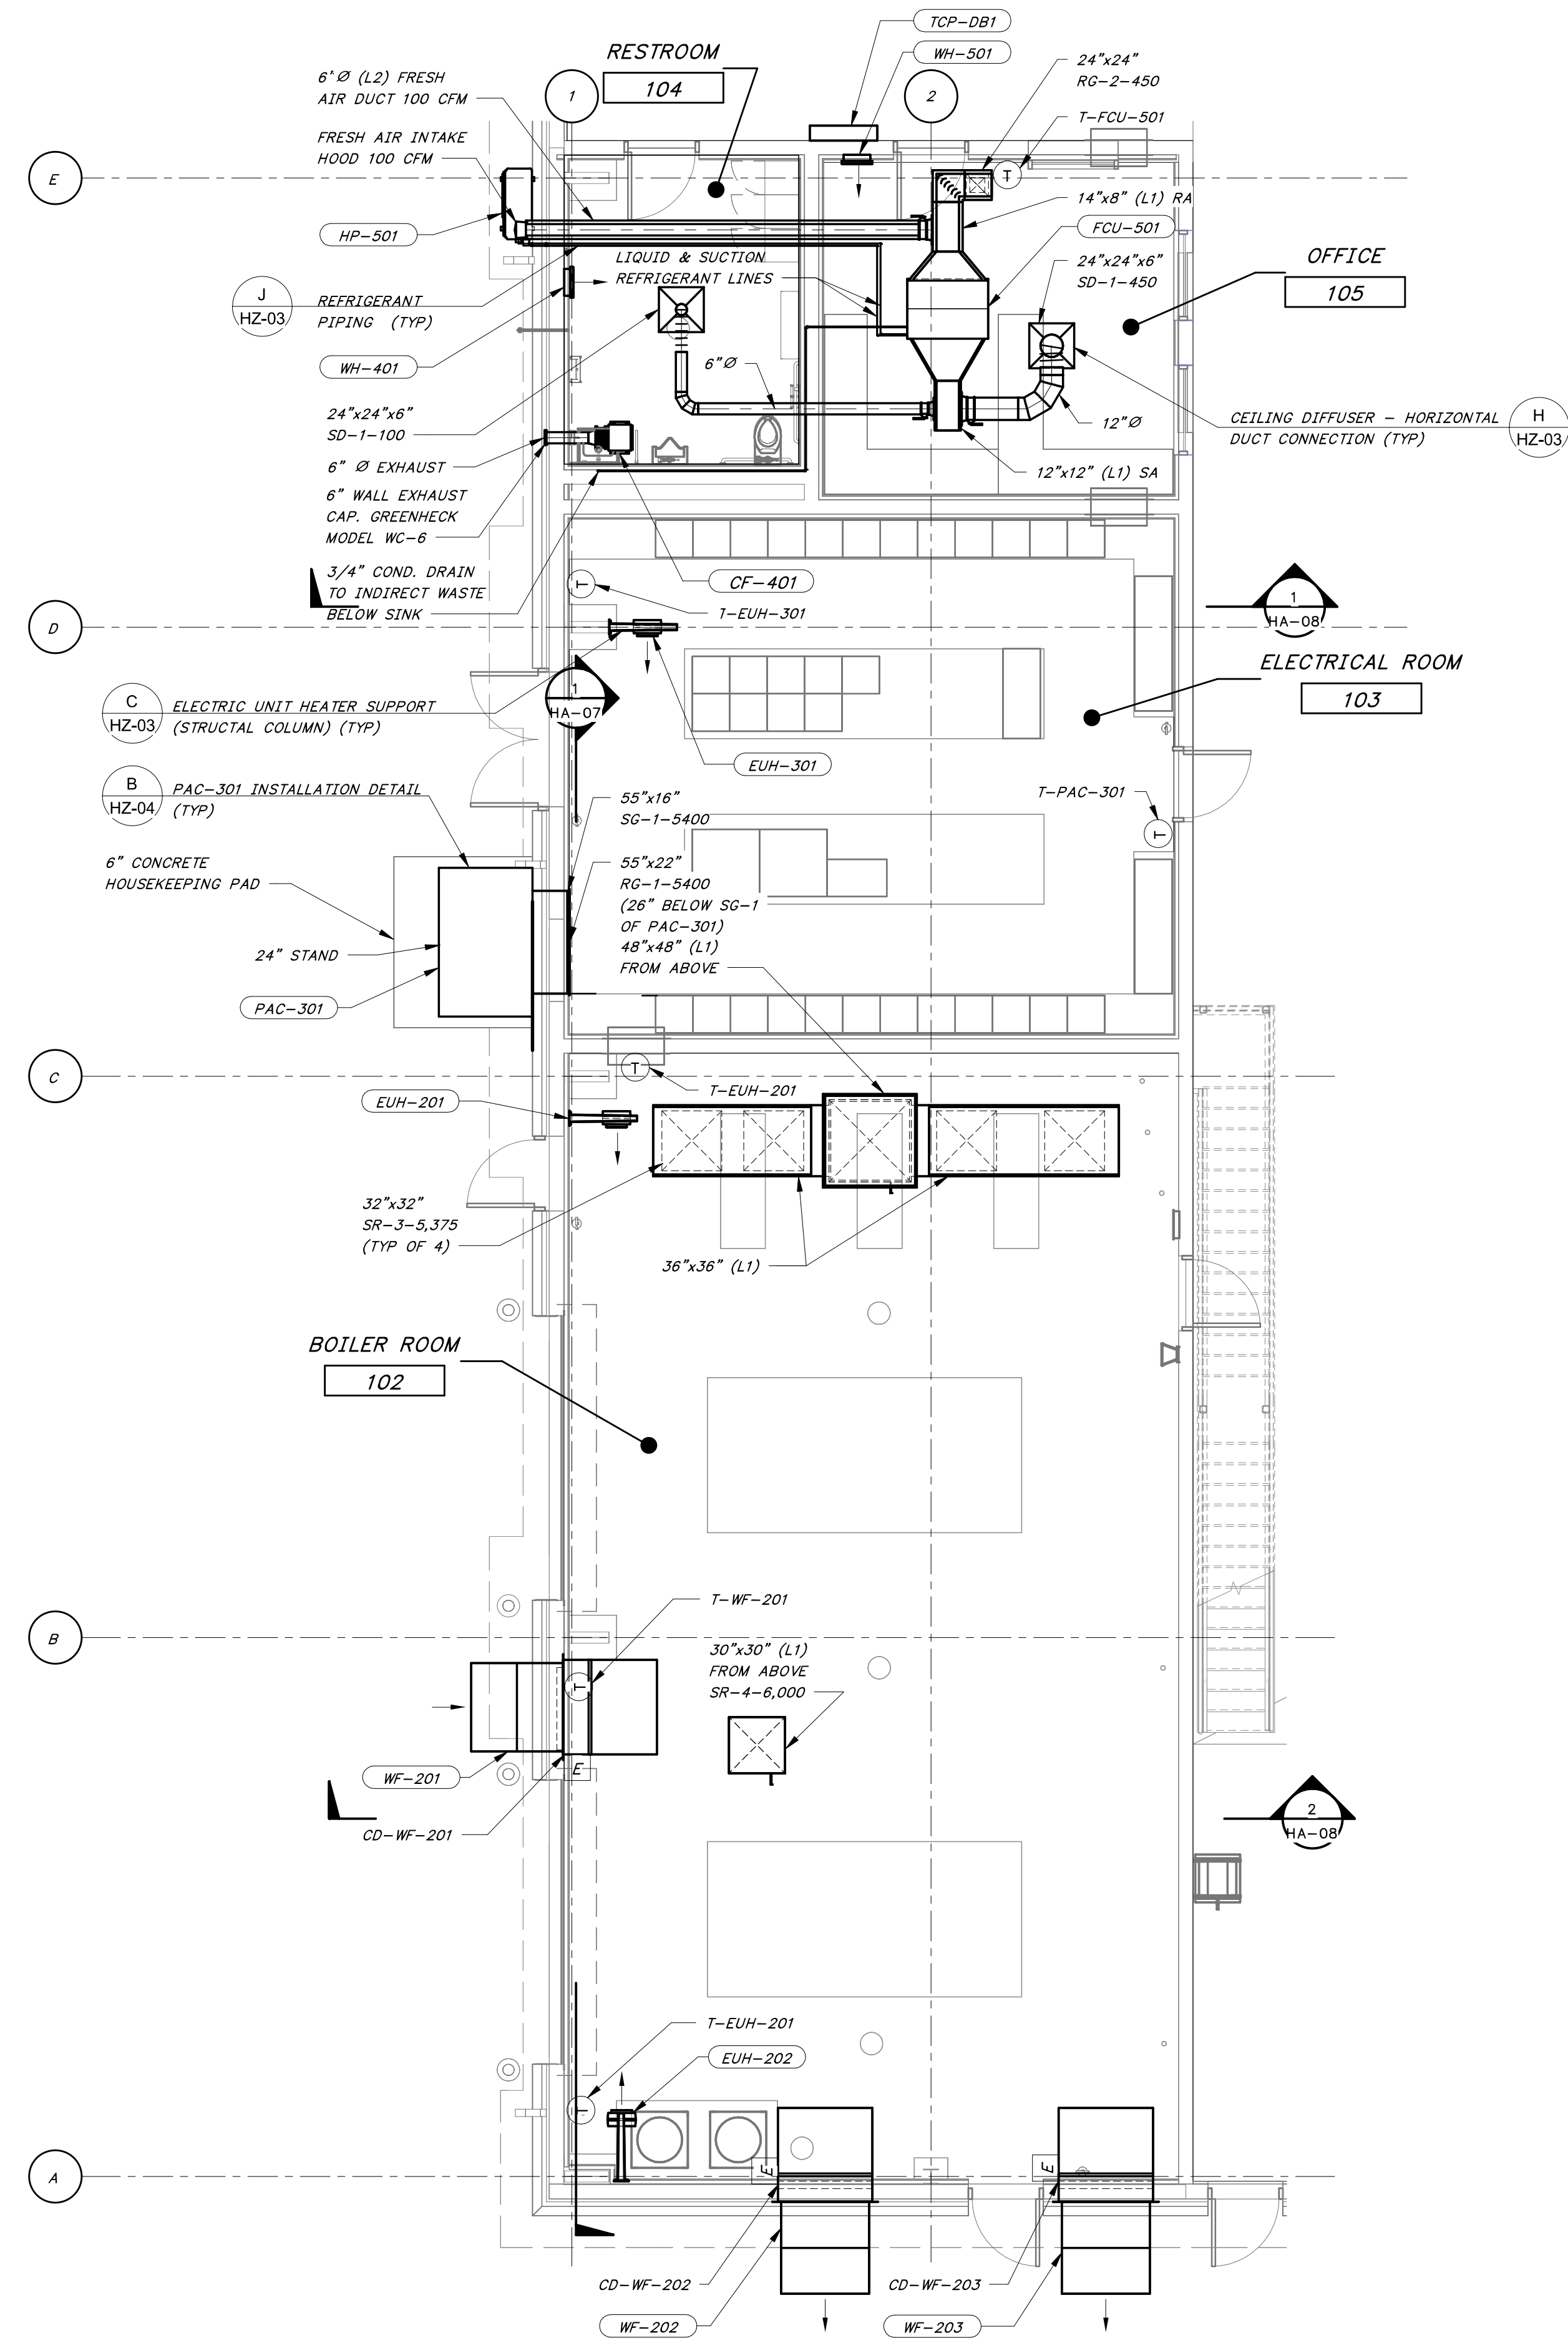 TCP-DB1
WH-501
RESTROOM
104
1
2
24"x24"
RG-2-450
T-FCU-501
T
6"Ø (L2) FRESH
AIR DUCT 100 CFM
FRESH AIR INTAKE
HOOD 100 CFM
E
HP-501
14"x8" (L1) RA
FCU-501
LIQUID & SUCTION
REFRIGERANT LINES
24"x24"x6"
SD-1-450
OFFICE
105
J
HZ-03
REFRIGERANT
PIPING (TYP)
WH-401
6"Ø
24"x24"x6"
SD-1-100
12"Ø
CEILING DIFFUSER - HORIZONTAL
DUCT CONNECTION (TYP)
H
HZ-03
6" Ø EXHAUST
12"x12" (L1) SA
6" WALL EXHAUST
CAP. GREENHECK
MODEL WC-6
3/4" COND. DRAIN
TO INDIRECT WASTE
BELOW SINK
CF-401
T
T-EUH-301
D
1
HA-08
ELECTRICAL ROOM
103
C
HZ-03
ELECTRIC UNIT HEATER SUPPORT
(STRUCTAL COLUMN) (TYP)
1
HA-07
EUH-301
B
HZ-04
PAC-301 INSTALLATION DETAIL
(TYP)
T-PAC-301
T
55"x16"
SG-1-5400
6" CONCRETE
HOUSEKEEPING PAD
55"x22"
RG-1-5400
(26" BELOW SG-1
OF PAC-301)
48"x48" (L1)
FROM ABOVE
24" STAND
PAC-301
C
T
T-EUH-201
EUH-201
32"x32"
SR-3-5,375
(TYP OF 4)
36"x36" (L1)
BOILER ROOM
102
T-WF-201
B
30"x30" (L1)
FROM ABOVE
SR-4-6,000
T
WF-201
E
CD-WF-201
2
HA-08
T-EUH-201
EUH-202
T
A
E
E
CD-WF-202
CD-WF-203
WF-202
WF-203